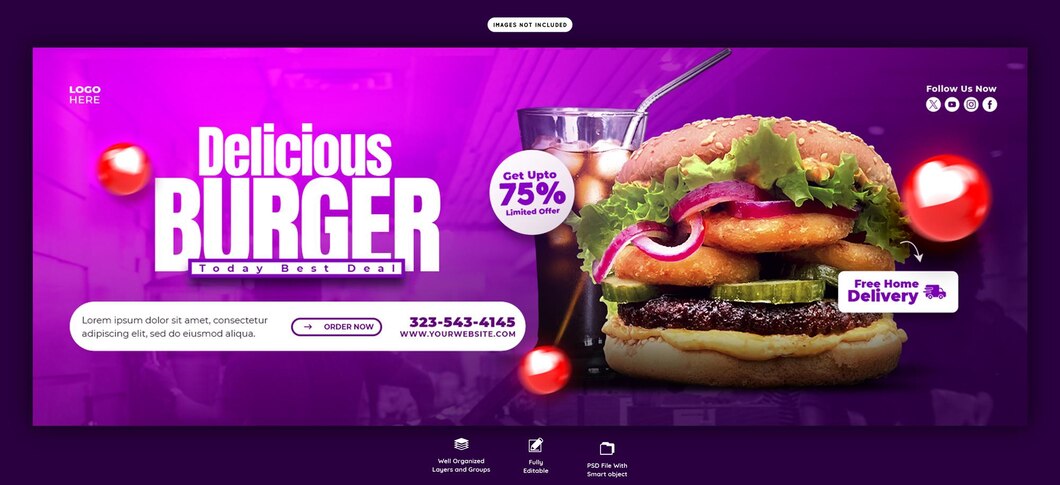 IMAGES NOT INCLUDED
LOGO
HERE
Follow Us Now
Delicious
BURGER
Today Best Deal
Get Upto
75%
Limited Offer
Free Home
Delivery
Lorem ipsum dolor sit amet, consectetur
adipiscing elit, sed do eiusmod aliqua.
→ ORDER NOW
323-543-4145
WWW.YOURWEBSITE.COM
Well Organized
Layers and Groups
Fully
Editable
PSD File With
Smart object